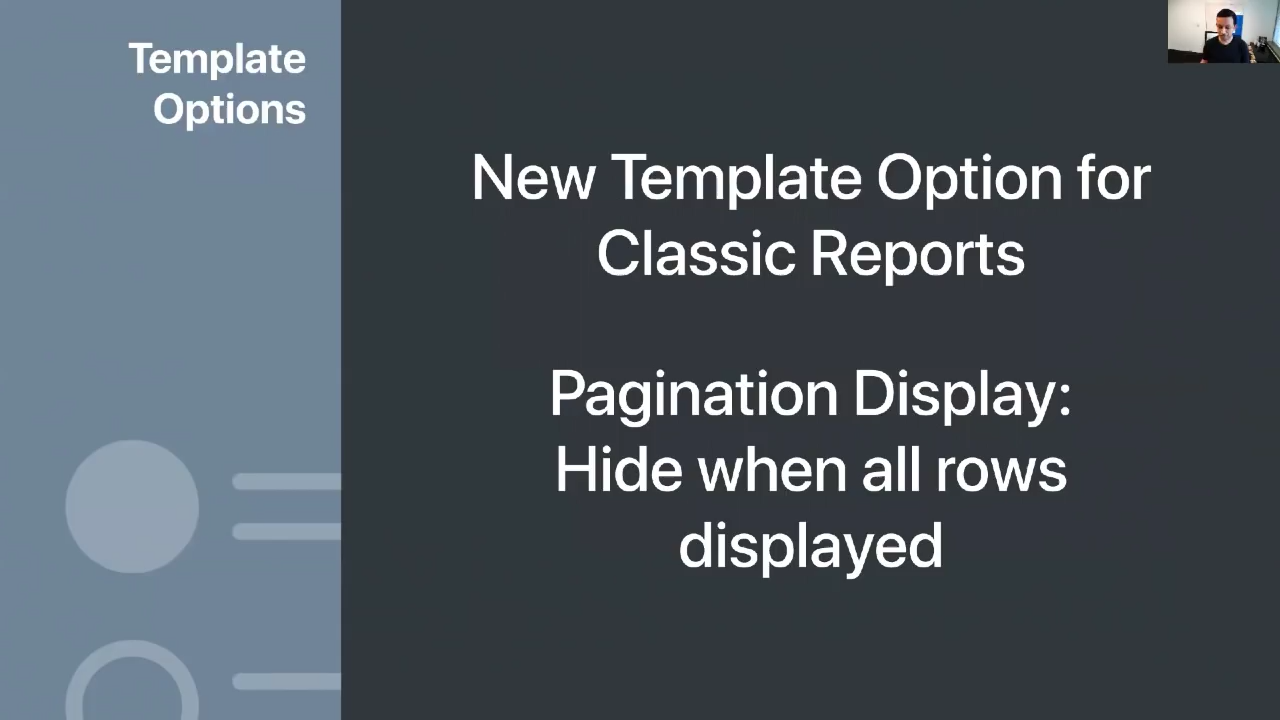 Template
Options
New Template Option for
Classic Reports
Pagination Display:
Hide when all rows
displayed